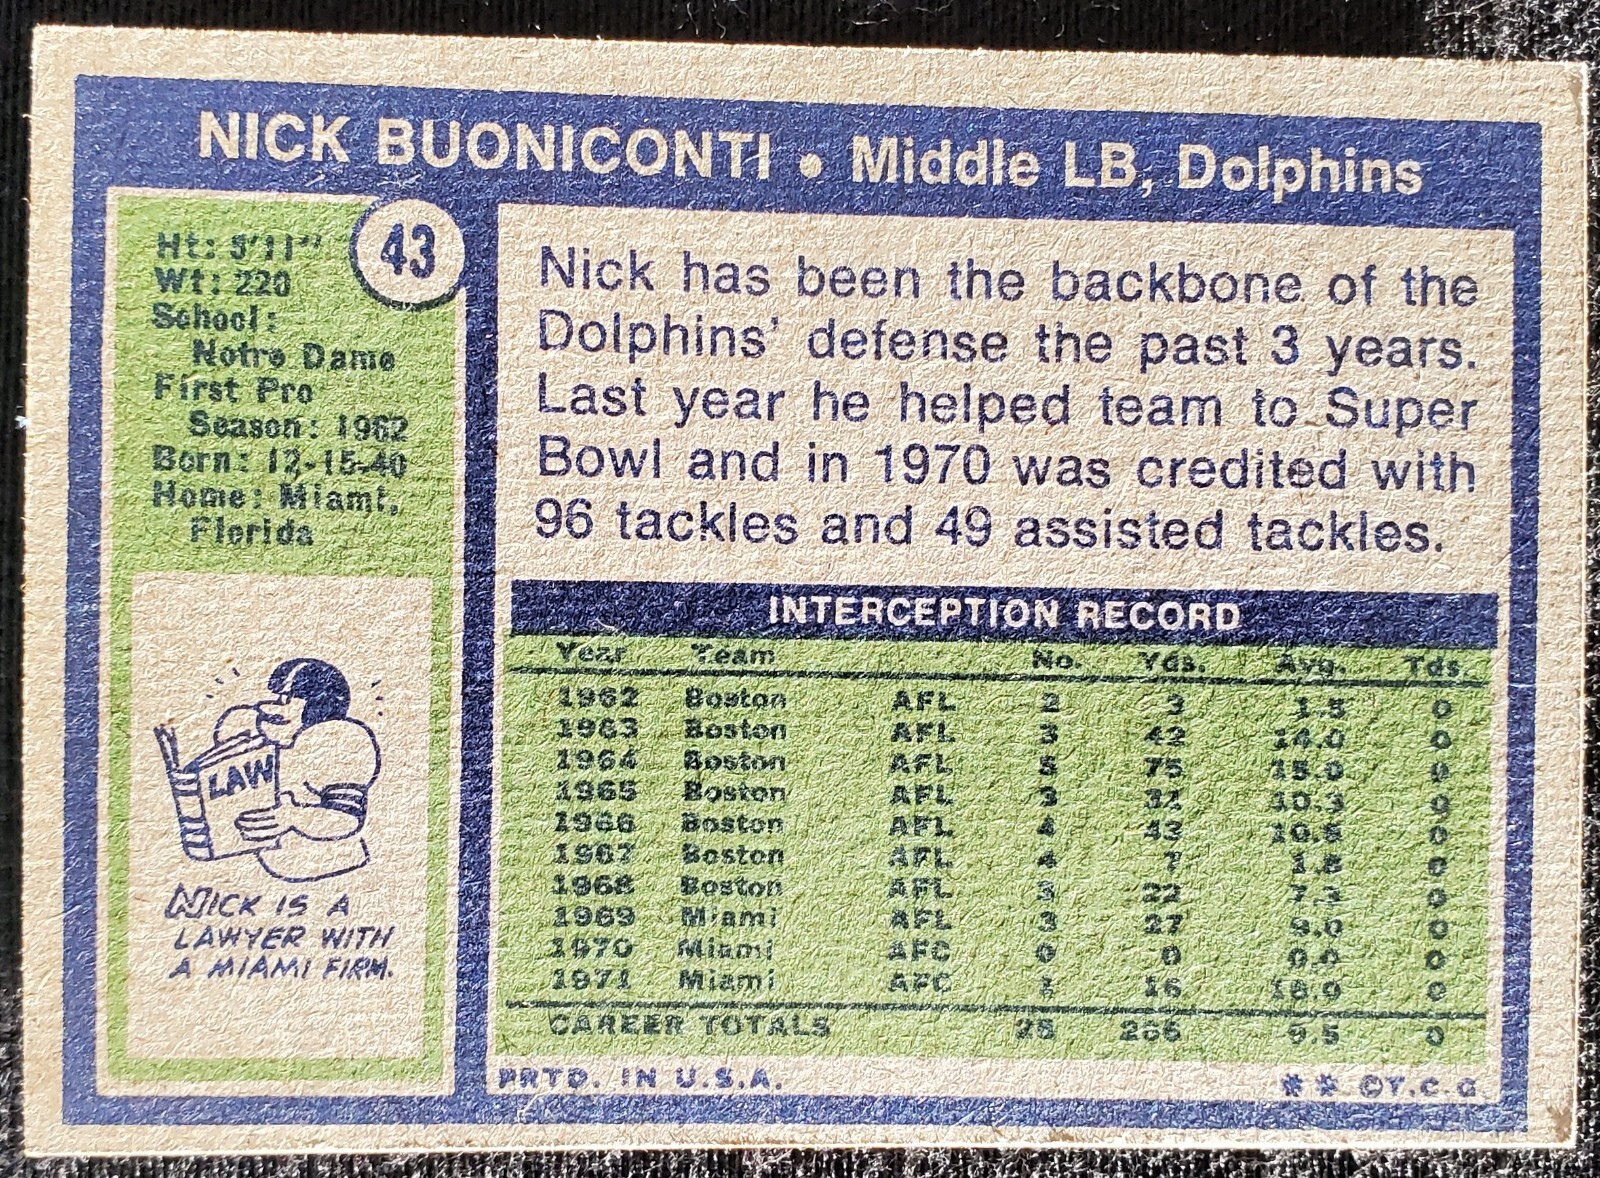 NICK BUONICONTI • Middle LB, Dolphins
43
Ht: 5'11"
Wt: 220
School:
Notre Dame
First Pro
Season: 1962
Born: 12-15-40
Home: Miami,
Florida
LAW
NICK IS A
LAWYER WITH
A MIAMI FIRM.
Nick has been the backbone of the
Dolphins' defense the past 3 years.
Last year he helped team to Super
Bowl and in 1970 was credited with
96 tackles and 49 assisted tackles.
INTERCEPTION RECORD
Year Team No. Yds. Avg. Tds.
1962 Boston AFL 2 3 1.5 0
1963 Boston AFL 3 42 14.0 0
1964 Boston AFL 5 75 15.0 0
1965 Boston AFL 3 31 10.3 0
1966 Boston AFL 4 43 10.8 0
1967 Boston AFL 4 7 1.8 0
1968 Boston AFL 3 22 7.3 0
1969 Miami AFL 3 27 9.0 0
1970 Miami AFC 0 0 0.0 0
1971 Miami AFC 1 16 16.0 0
CAREER TOTALS 28 266 9.5 0
PRTD. IN U.S.A.
** ©T.C.G